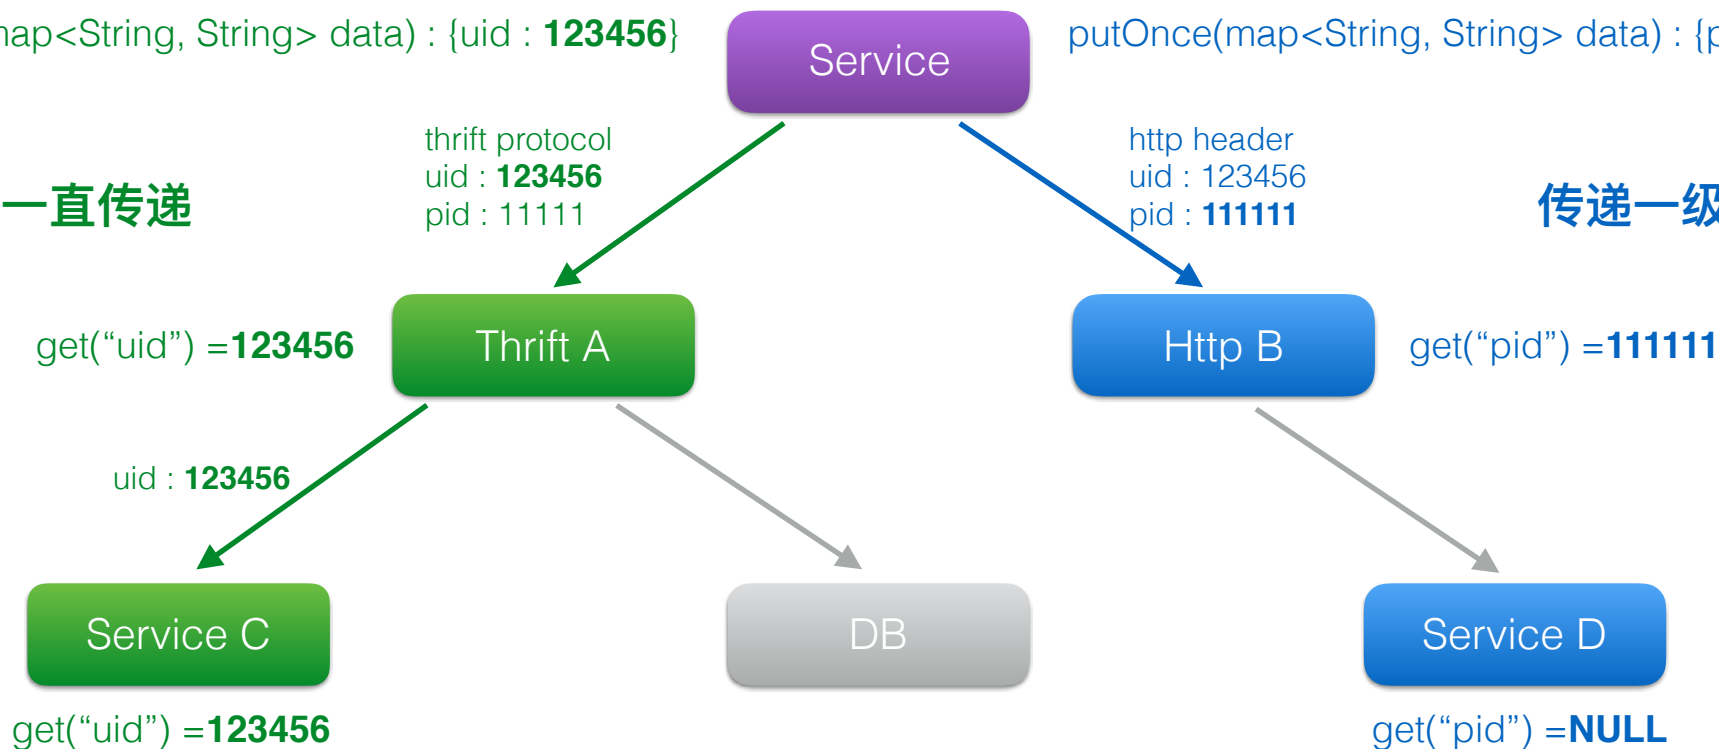 map<String, String> data) : {uid : 123456}
Service
putOnce(map<String, String> data) : {p
thrift protocol
uid : 123456
pid : 11111
http header
uid : 123456
pid : 111111
一直传递
传递一级
get(“uid”) =123456
Thrift A
Http B
get(“pid”) =111111
uid : 123456
Service C
DB
Service D
get(“uid”) =123456
get(“pid”) =NULL